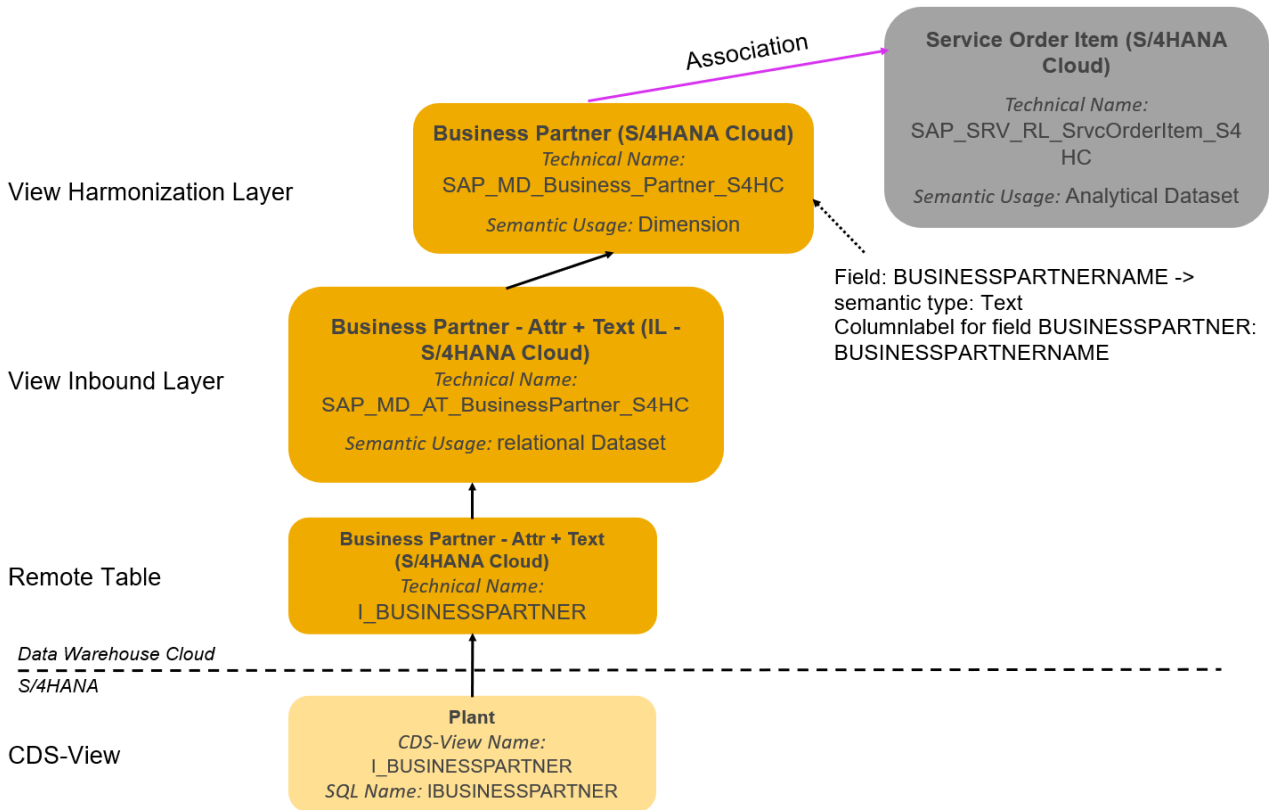 Association
Service Order Item (S/4HANA
Cloud)
Technical Name:
SAP_SRV_RL_SrvcOrderItem_S4
HC
Semantic Usage: Analytical Dataset
View Harmonization Layer
Business Partner (S/4HANA Cloud)
Technical Name:
SAP_MD_Business_Partner_S4HC
Semantic Usage: Dimension
Field: BUSINESSPARTNERNAME ->
semantic type: Text
Columnlabel for field BUSINESSPARTNER:
BUSINESSPARTNERNAME
View Inbound Layer
Business Partner - Attr + Text (IL -
S/4HANA Cloud)
Technical Name:
SAP_MD_AT_BusinessPartner_S4HC
Semantic Usage: relational Dataset
Remote Table
Business Partner - Attr + Text
(S/4HANA Cloud)
Technical Name:
I_BUSINESSPARTNER
Data Warehouse Cloud
S/4HANA
CDS-View
Plant
CDS-View Name:
I_BUSINESSPARTNER
SQL Name: IBUSINESSPARTNER